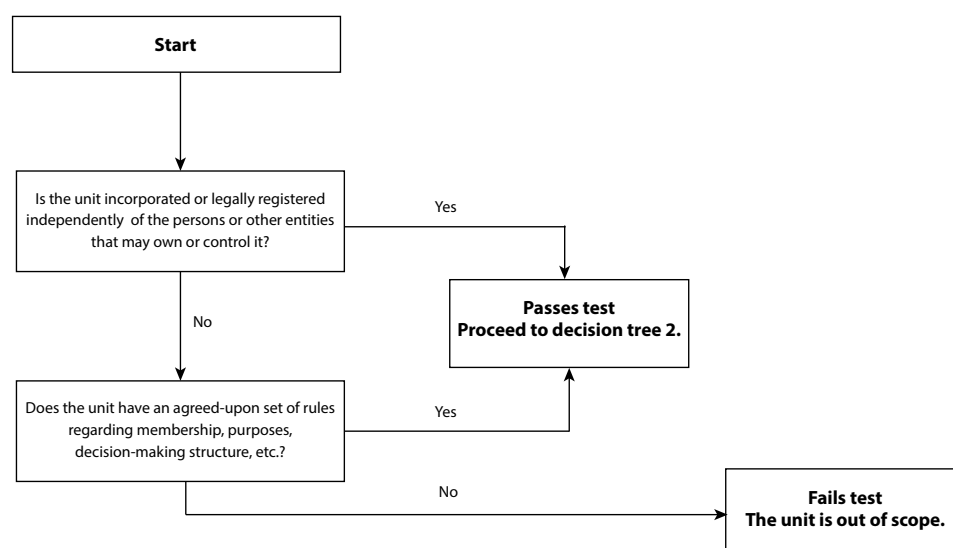 Start
Is the unit incorporated or legally registered
independently of the persons or other entities
that may own or control it?
Yes
Passes test
Proceed to decision tree 2.
No
Does the unit have an agreed-upon set of rules
regarding membership, purposes,
decision-making structure, etc.?
Yes
No
Fails test
The unit is out of scope.